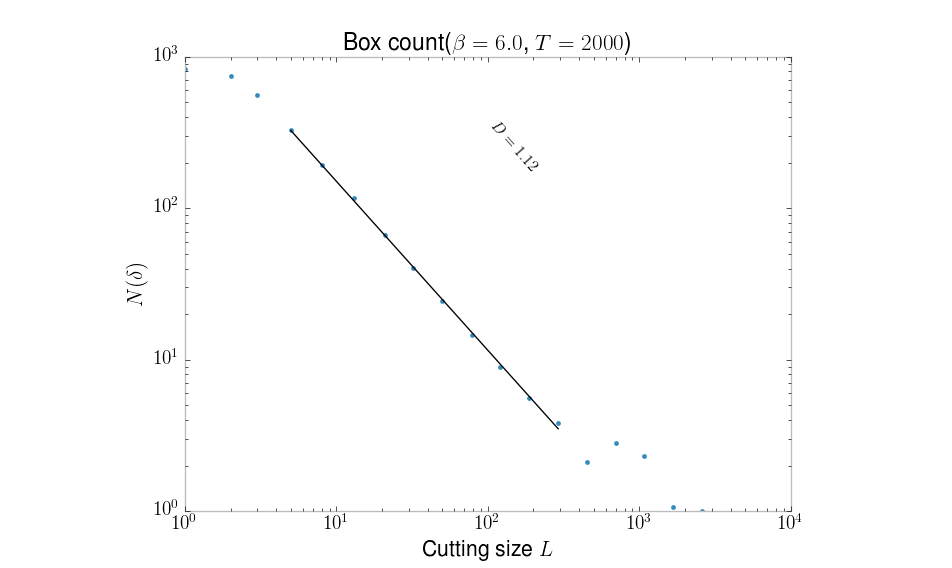 Box count(β = 6.0, T = 2000)
10³
D = 1.12
10²
N(δ)
10¹
10⁰
10⁰ 10¹ 10² 10³ 10⁴
Cutting size L